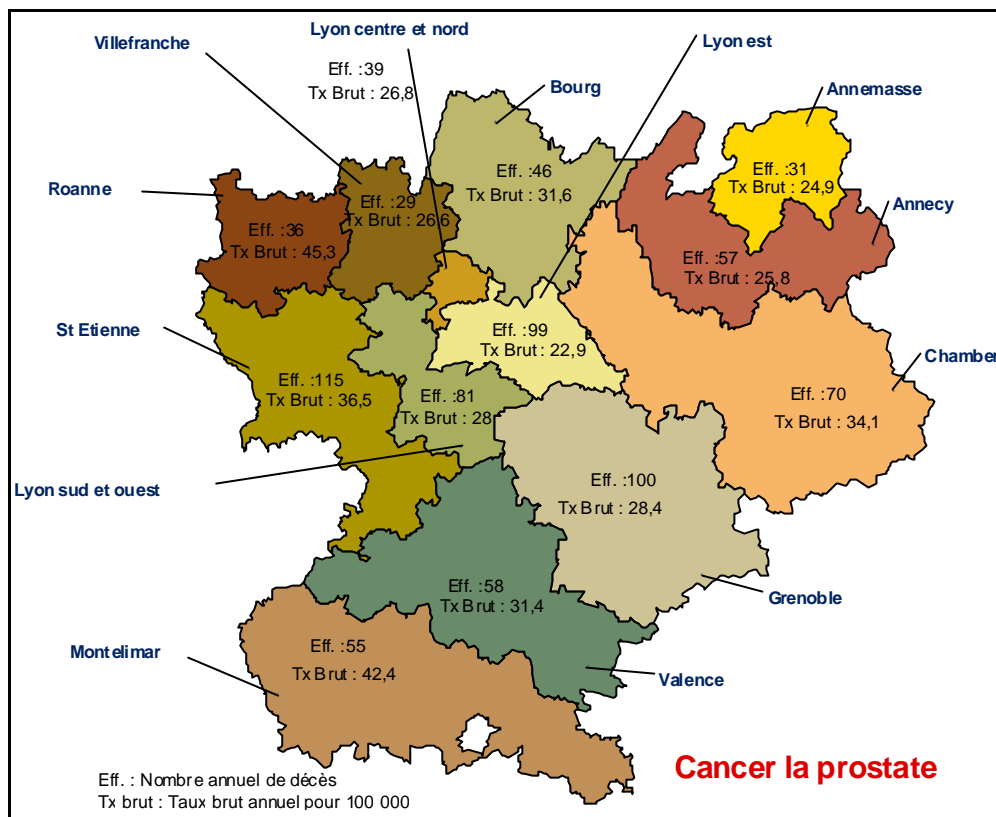 Lyon centre et nord
Villefranche
Lyon est
Eff. :39
Tx Brut : 26,8
Bourg
Annemasse
Roanne
Eff. :46
Tx Brut : 31,6
Eff. :31
Tx Brut : 24,9
Eff. :29
Tx Brut : 26,6
Annecy
Eff. :36
Tx Brut : 45,3
Eff. :57
Tx Brut : 25,8
St Etienne
Eff. :99
Tx Brut : 22,9
Chamber
Eff. :115
Tx Brut : 36,5
Eff. :81
Tx Brut : 28
Eff. :70
Tx Brut : 34,1
Lyon sud et ouest
Eff. :100
Tx Brut : 28,4
Eff. :58
Tx Brut : 31,4
Grenoble
Montelimar
Eff. :55
Tx Brut : 42,4
Valence
Cancer la prostate
Eff. : Nombre annuel de décès
Tx brut : Taux brut annuel pour 100 000